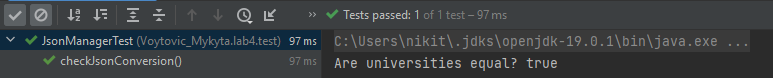 Tests passed: 1 of 1 test – 97 ms
JsonManagerTest (Voytovic_Mykyta.lab4.test) 97 ms
checkJsonConversion() 97 ms
C:\Users\nikit\.jdks\openjdk-19.0.1\bin\java.exe ...
Are universities equal? true